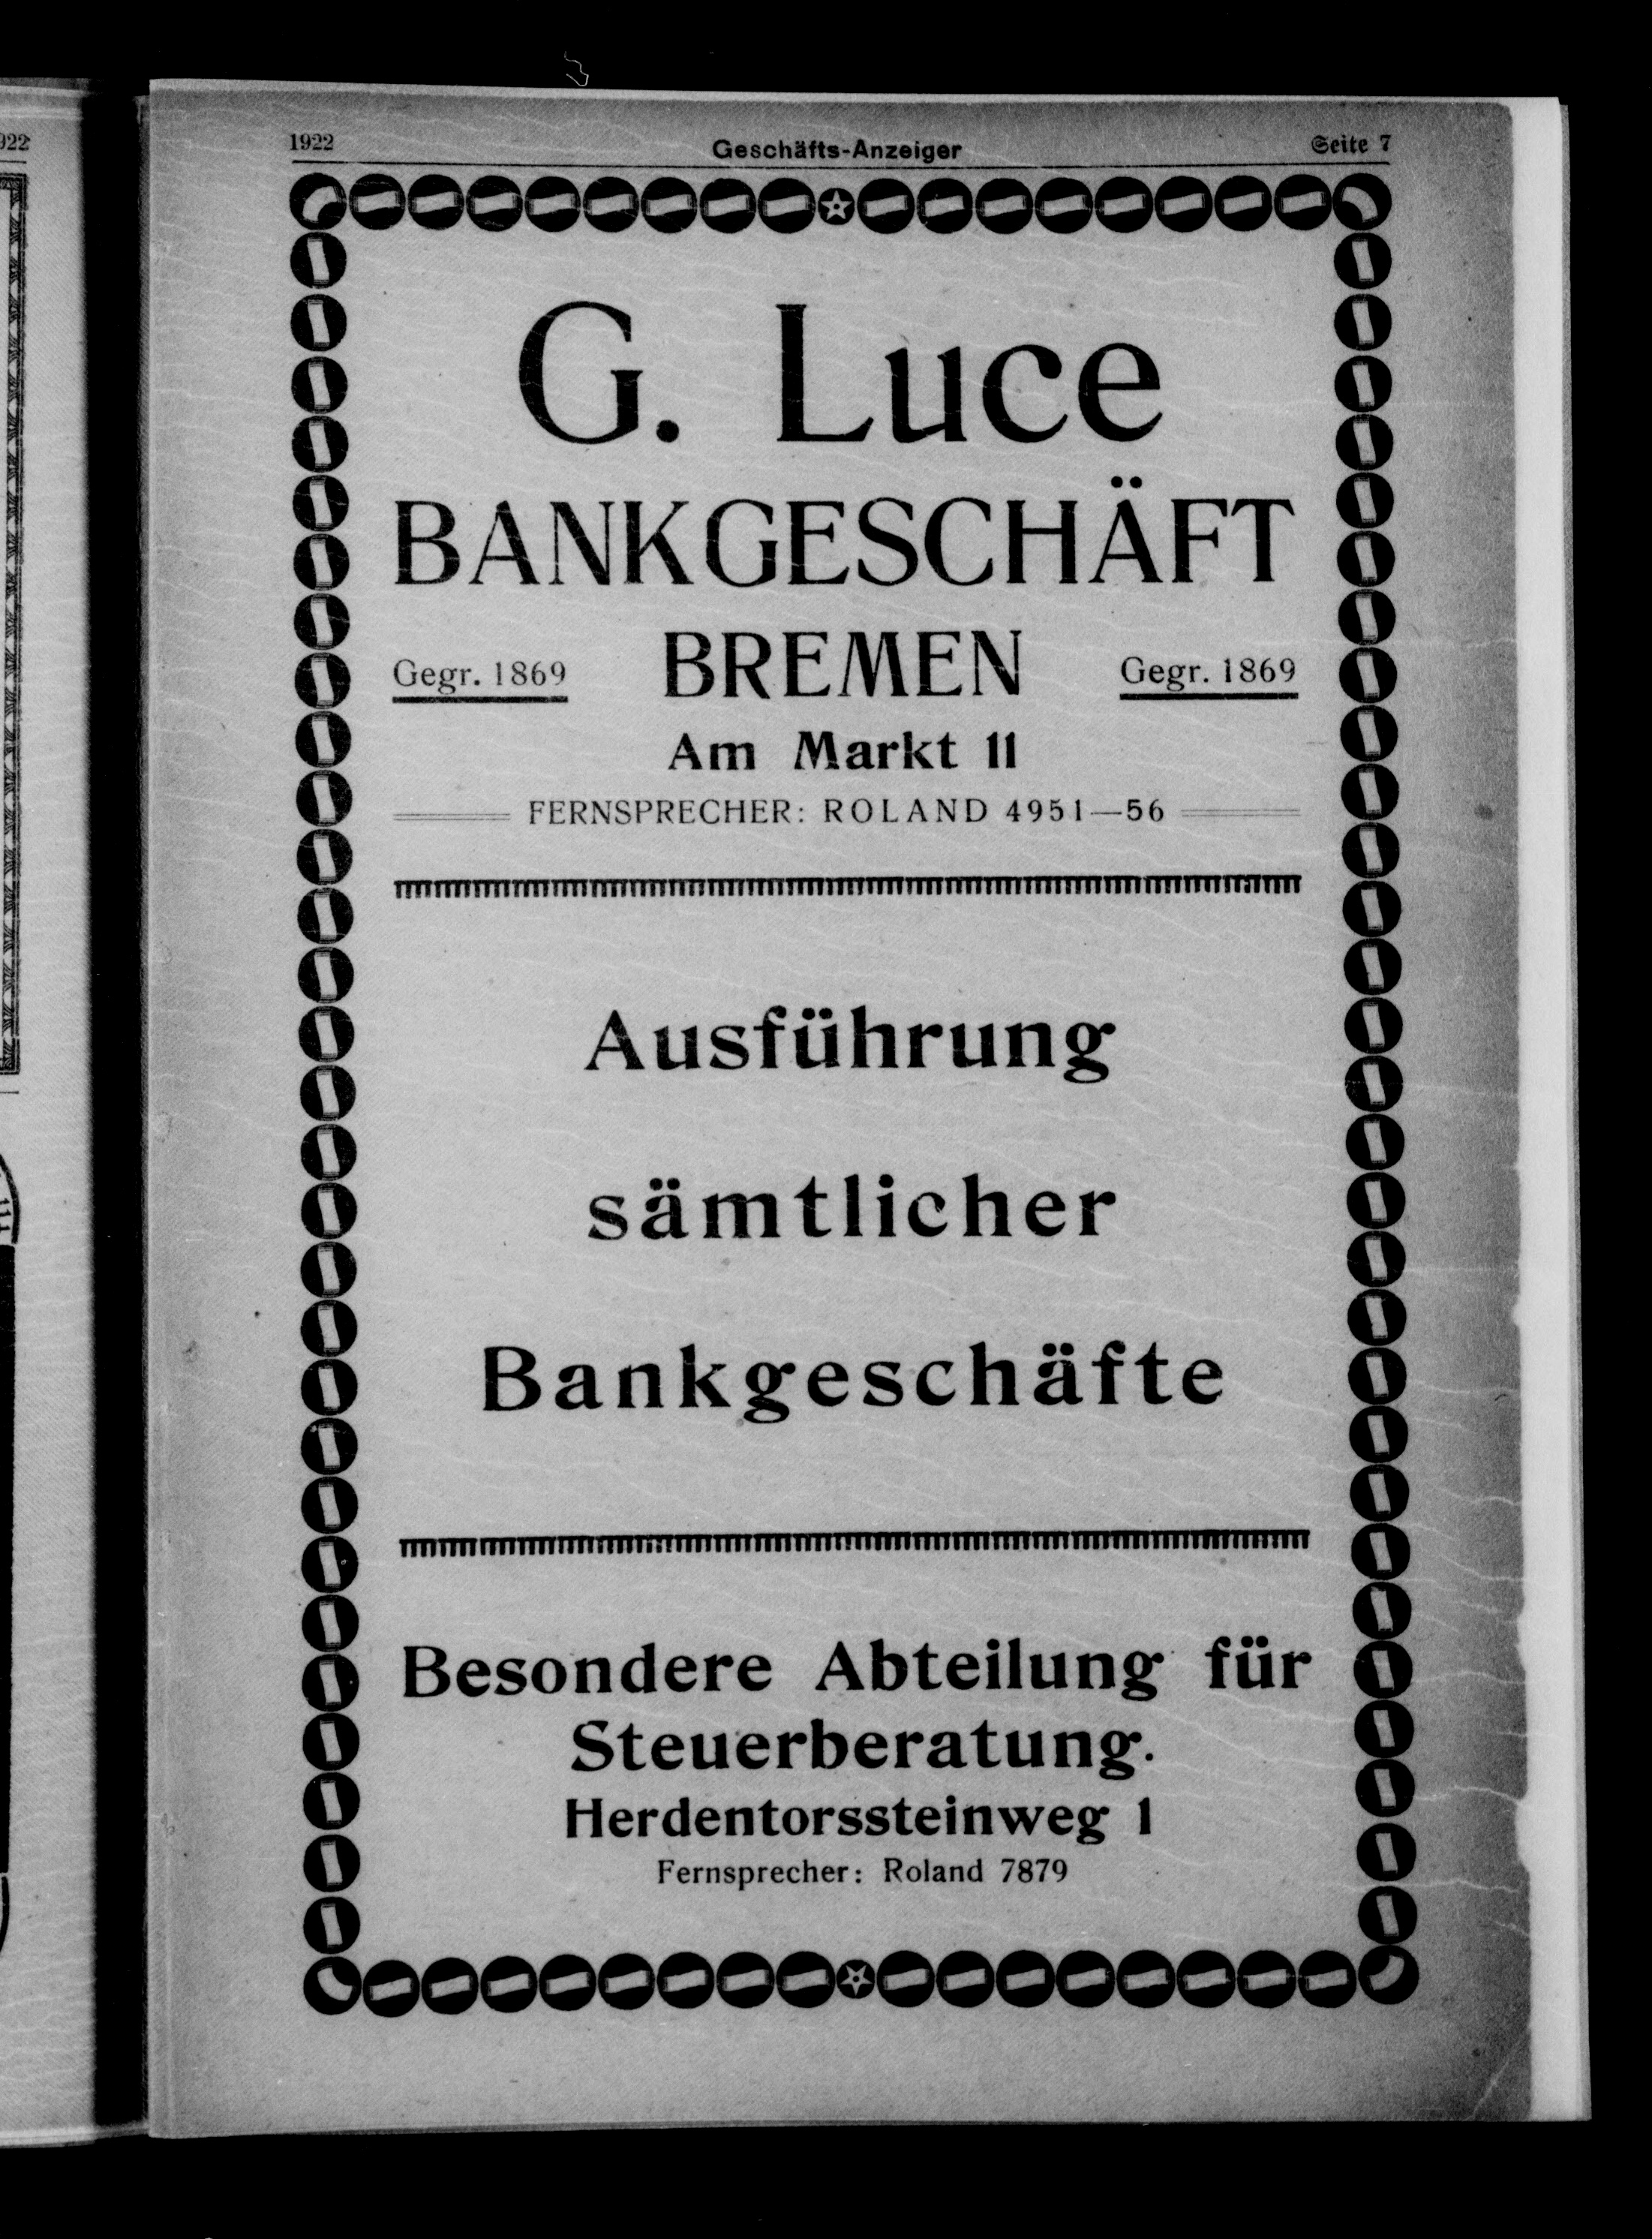 1922 Geschäfts-Anzeiger Seite 7
G. Luce
BANKGESCHÄFT
Gegr. 1869 BREMEN Gegr. 1869
Am Markt 11
FERNSPRECHER: ROLAND 4951—56
Ausführung
sämtlicher
Bankgeschäfte
Besondere Abteilung für
Steuerberatung.
Herdentorssteinweg 1
Fernsprecher: Roland 7879